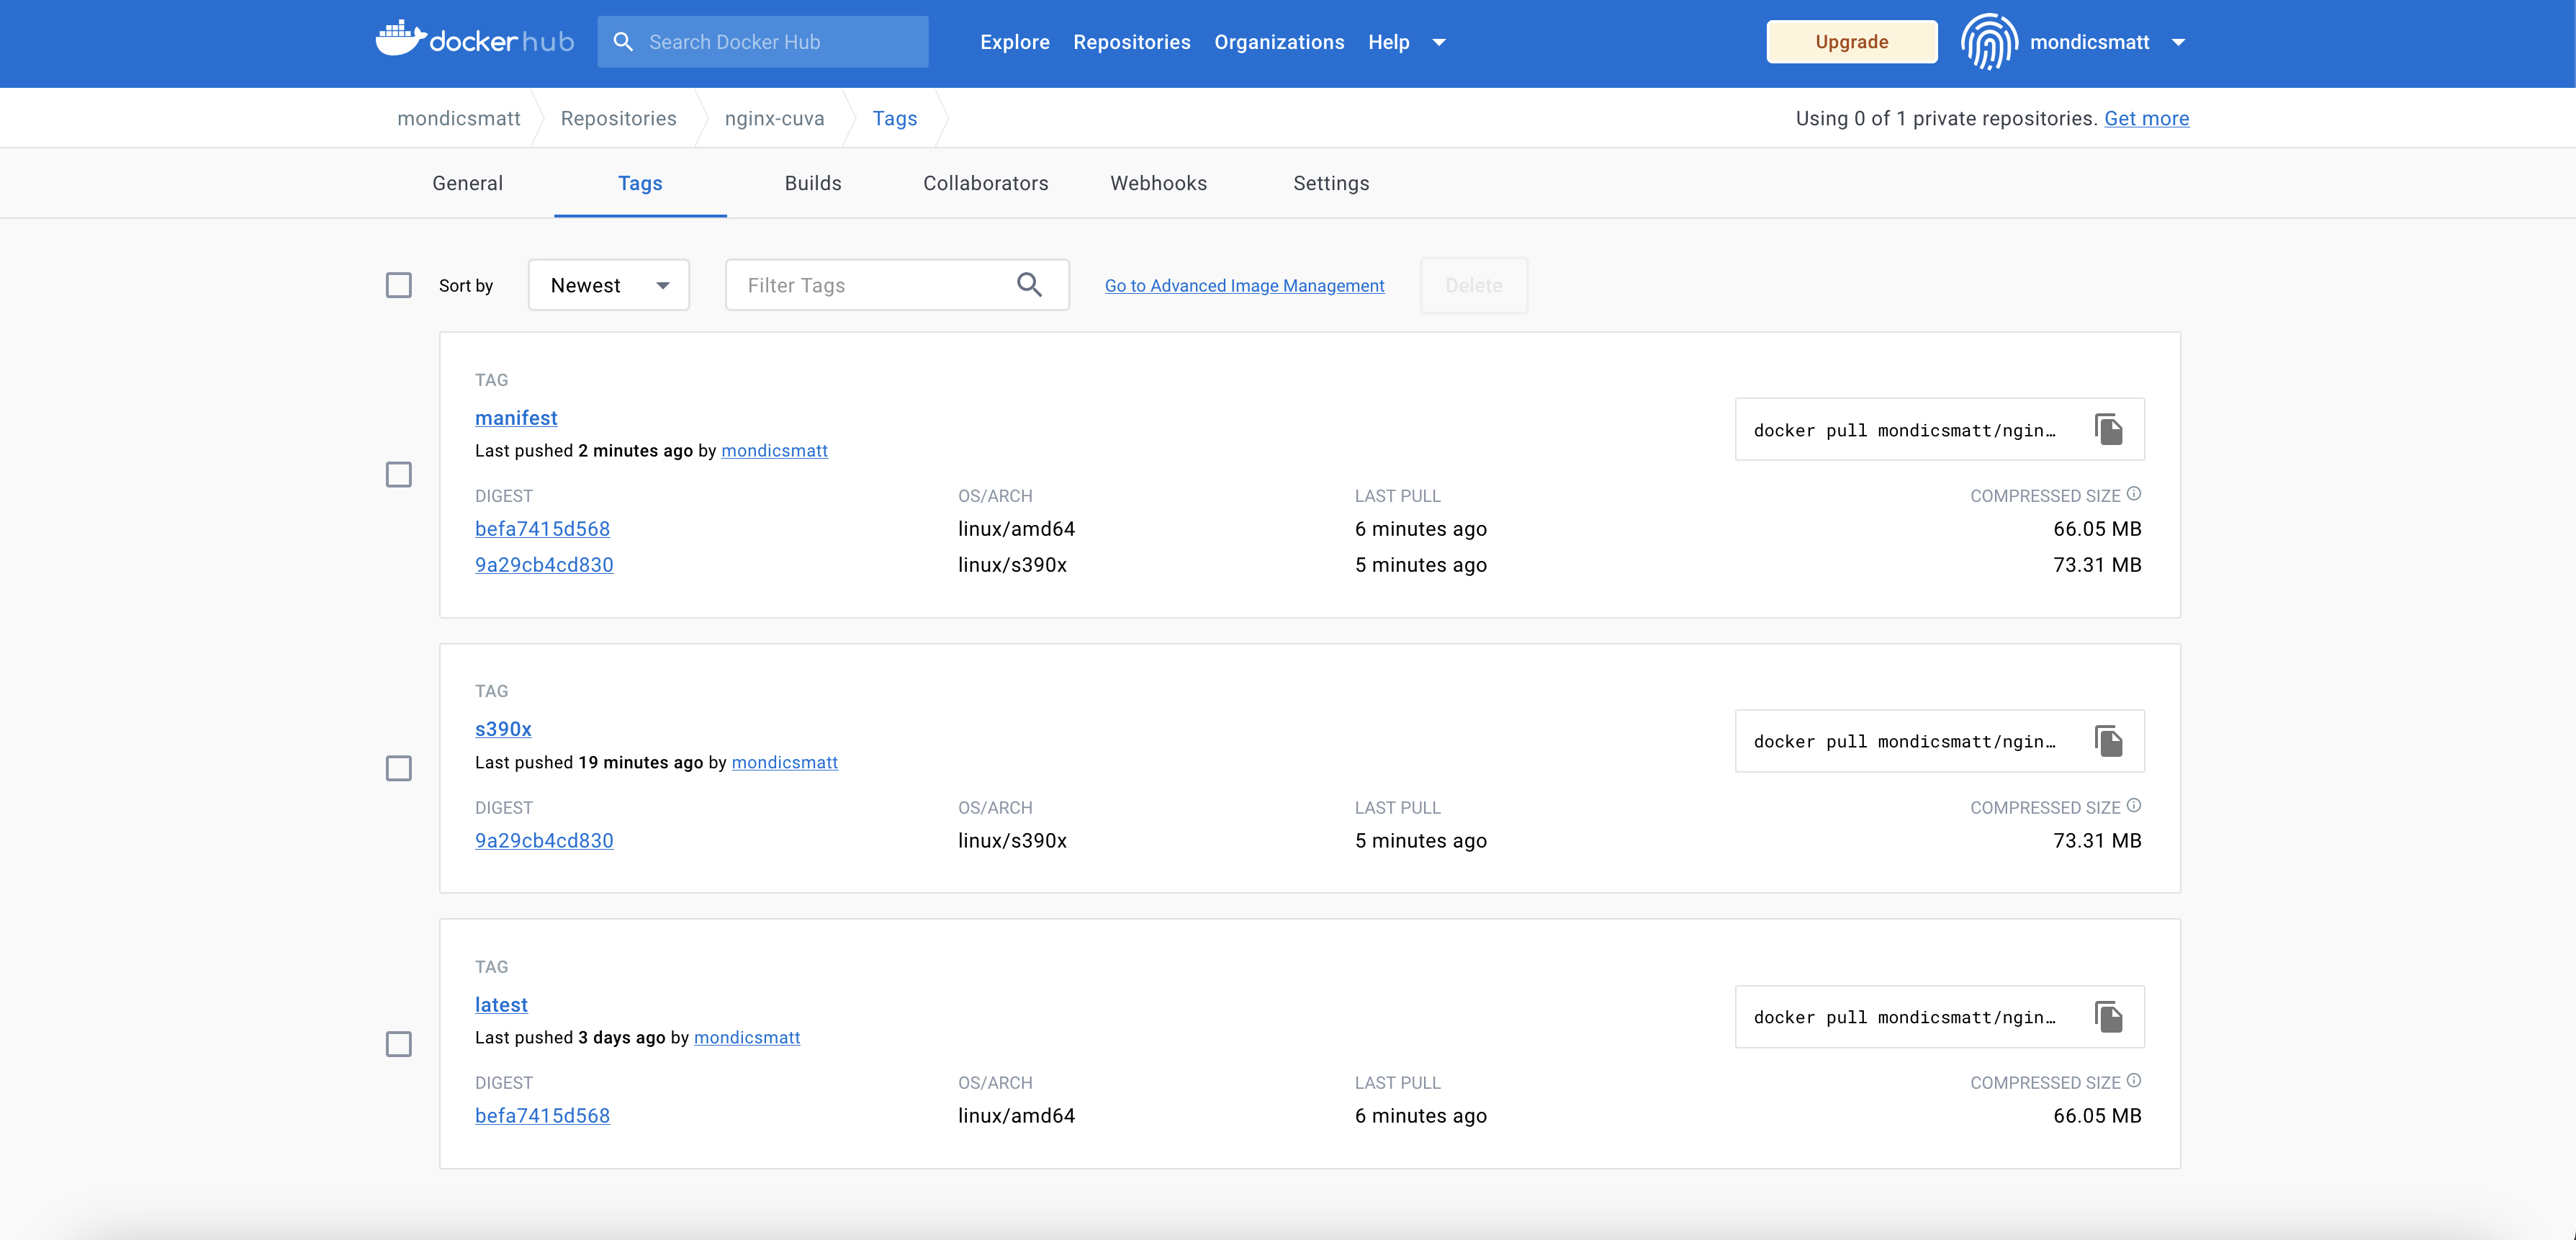 docker hub
Search Docker Hub
Explore Repositories Organizations Help
Upgrade
mondicsmatt
mondicsmatt Repositories nginx-cuva Tags
Using 0 of 1 private repositories. Get more
General Tags Builds Collaborators Webhooks Settings
Sort by Newest Filter Tags Go to Advanced Image Management Delete
TAG
manifest
Last pushed 2 minutes ago by mondicsmatt
docker pull mondicsmatt/ngin…
DIGEST OS/ARCH LAST PULL COMPRESSED SIZE
befa7415d568 linux/amd64 6 minutes ago 66.05 MB
9a29cb4cd830 linux/s390x 5 minutes ago 73.31 MB
TAG
s390x
Last pushed 19 minutes ago by mondicsmatt
docker pull mondicsmatt/ngin…
DIGEST OS/ARCH LAST PULL COMPRESSED SIZE
9a29cb4cd830 linux/s390x 5 minutes ago 73.31 MB
TAG
latest
Last pushed 3 days ago by mondicsmatt
docker pull mondicsmatt/ngin…
DIGEST OS/ARCH LAST PULL COMPRESSED SIZE
befa7415d568 linux/amd64 6 minutes ago 66.05 MB